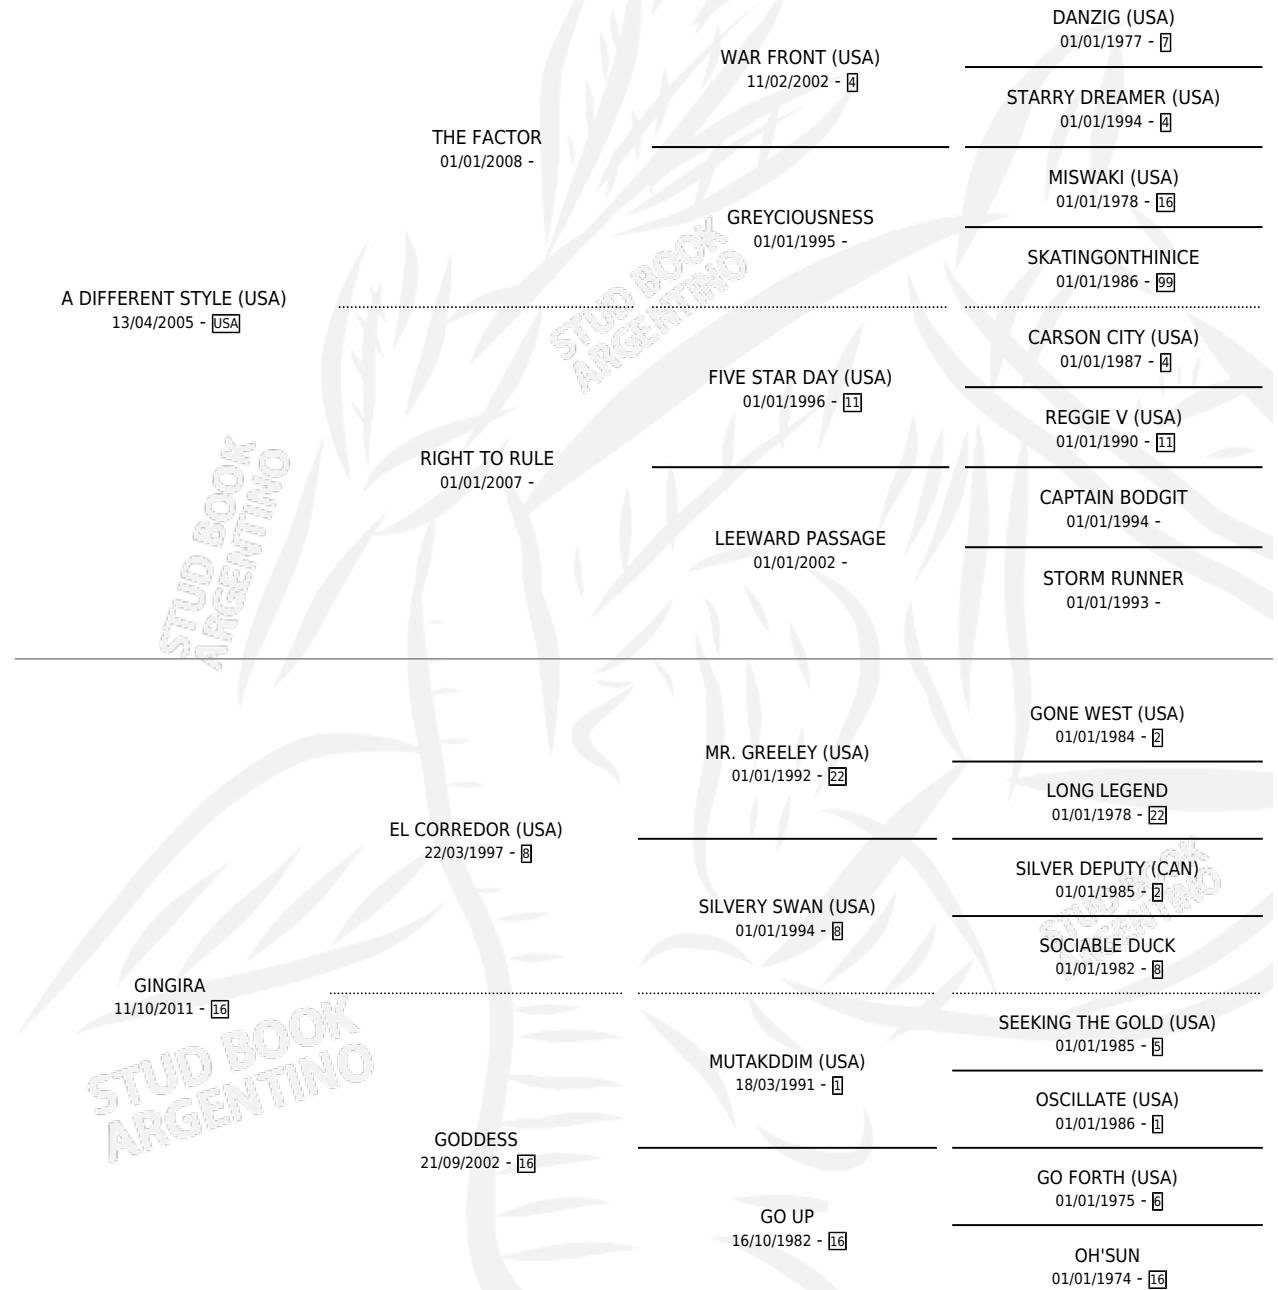 DANZIG (USA)
01/01/1977 - 7
WAR FRONT (USA)
11/02/2002 - 4
STARRY DREAMER (USA)
01/01/1994 - 4
THE FACTOR
01/01/2008 -
MISWAKI (USA)
01/01/1978 - 16
GREYCIOUSNESS
01/01/1995 -
SKATINGONTHINICE
01/01/1986 - 99
A DIFFERENT STYLE (USA)
13/04/2005 - USA
CARSON CITY (USA)
01/01/1987 - 4
FIVE STAR DAY (USA)
01/01/1996 - 11
REGGIE V (USA)
01/01/1990 - 11
RIGHT TO RULE
01/01/2007 -
CAPTAIN BODGIT
01/01/1994 -
LEEWARD PASSAGE
01/01/2002 -
STORM RUNNER
01/01/1993 -
GONE WEST (USA)
01/01/1984 - 2
MR. GREELEY (USA)
01/01/1992 - 22
LONG LEGEND
01/01/1978 - 22
EL CORREDOR (USA)
22/03/1997 - 8
SILVER DEPUTY (CAN)
01/01/1985 - 2
SILVERY SWAN (USA)
01/01/1994 - 8
SOCIABLE DUCK
01/01/1982 - 8
GINGIRA
11/10/2011 - 16
SEEKING THE GOLD (USA)
01/01/1985 - 5
MUTAKDDIM (USA)
18/03/1991 - 1
OSCILLATE (USA)
01/01/1986 - 1
GODDESS
21/09/2002 - 16
GO FORTH (USA)
01/01/1975 - 6
GO UP
16/10/1982 - 16
OH'SUN
01/01/1974 - 16
STUD BOOK
ARGENTINO
STUD BOOK
ARGENTINO
STUD BOOK
ARGENTINO
STUD BOOK
ARGENTINO